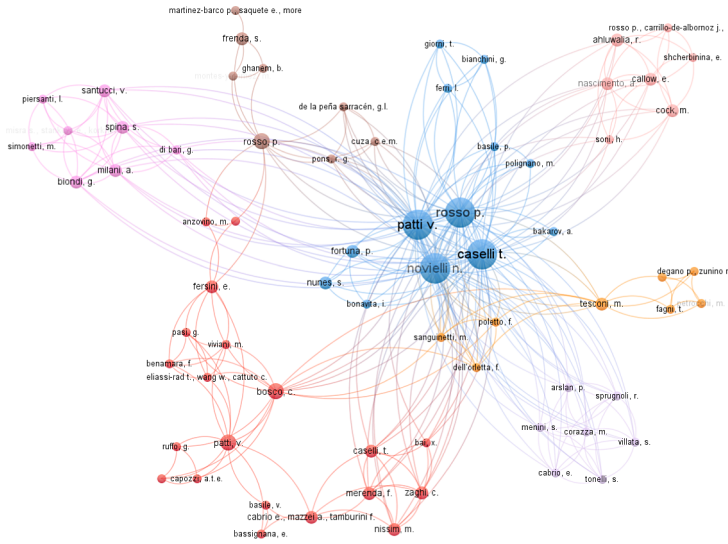 martinez-barco p., saquete e., more
frenda, s.
ghanem, b.
giorni, t.
bianchini, g.
ferri, l.
rosso p., carrillo-de-albornoz j.,
ahluwalia, r.
shcherbinina, e.
callow, e.
nascimento, a.
cock, m.
soni, h.
santucci, v.
piersanti, l.
spina, s.
simonetti, m.
di bari, g.
milani, a.
biondi, g.
de la peña sarracén, g.l.
rosso, p.
cuza, c.e.m.
pons, r. g.
basile, p.
polignano, m.
anzovino, m.
rosso p.
patti v.
bakarov, a.
caselli t.
novielli n.
fortuna, p.
nunes, s.
bonavita, i.
fersini, e.
degano p., zunino r.
tesconi, m.
fagni, t.
poletto, f.
sanguinetti, m.
pasi, g.
viviani, m.
benamara, f.
eliassi-rad t., wang w., cattuto c.
dell'orletta, f.
bosco, c.
arslan, p.
sprugnoli, r.
menini, s.
corazza, m.
villata, s.
cabrio, e.
tonelli, s.
ruffo, g.
patti, v.
capozzi, a.t.e.
caselli, t.
bai, x.
merenda, f.
zaghi, c.
nissim, m.
basile, v.
cabrio e., mazzei a., tamburini f.
bassignana, e.